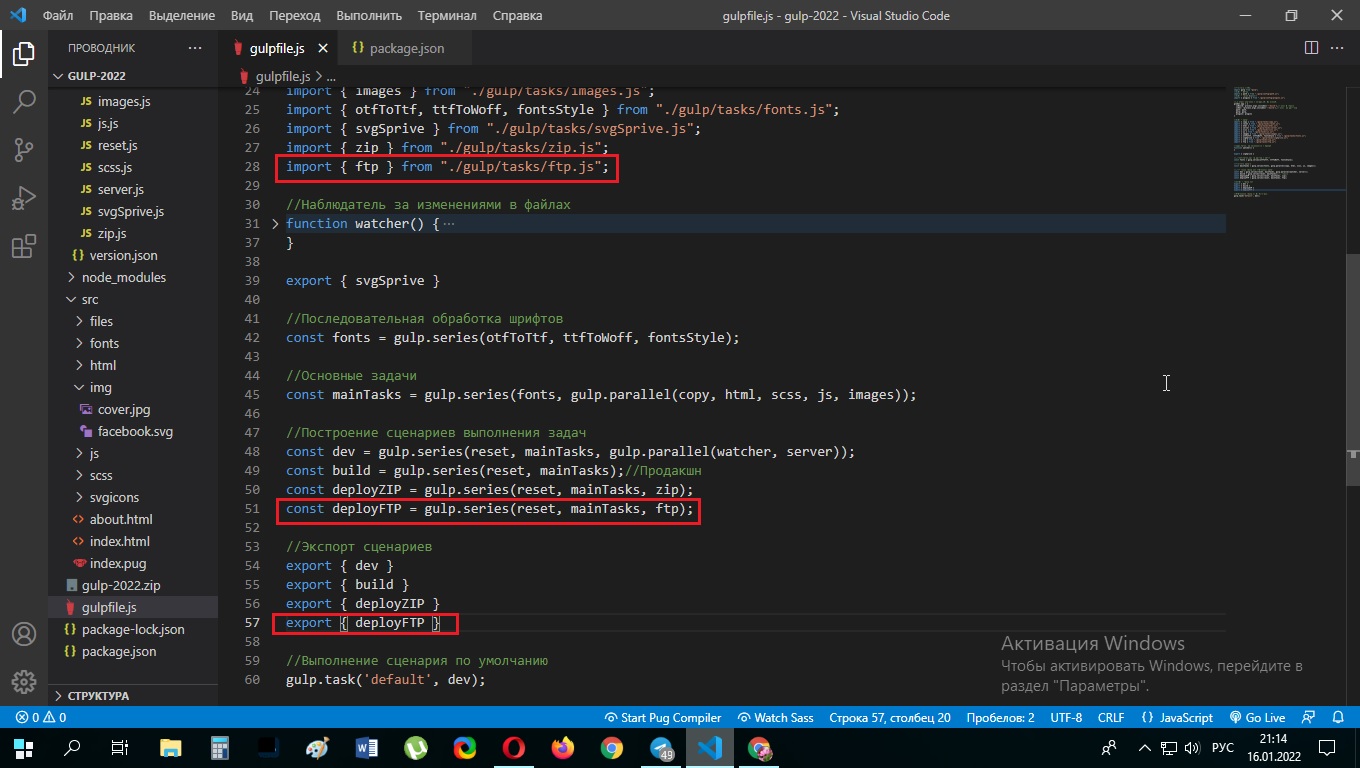 Файл Правка Выделение Вид Переход Выполнить Терминал Справка
gulpfile.js - gulp-2022 - Visual Studio Code
ПРОВОДНИК
GULP-2022
JS images.js
JS js.js
JS reset.js
JS scss.js
JS server.js
JS svgSprive.js
JS zip.js
{} version.json
node_modules
src
files
fonts
html
img
cover.jpg
facebook.svg
js
scss
svgicons
<> about.html
<> index.html
index.pug
gulp-2022.zip
gulpfile.js
{} package-lock.json
{} package.json
СТРУКТУРА
gulpfile.js
{} package.json
gulpfile.js > ...
24 import { images } from "./gulp/tasks/images.js";
25 import { otfToTtf, ttfToWoff, fontsStyle } from "./gulp/tasks/fonts.js";
26 import { svgSprive } from "./gulp/tasks/svgSprive.js";
27 import { zip } from "./gulp/tasks/zip.js";
28 import { ftp } from "./gulp/tasks/ftp.js";
29
30 //Наблюдатель за изменениями в файлах
31 > function watcher() { ···
37 }
38
39 export { svgSprive }
40
41 //Последовательная обработка шрифтов
42 const fonts = gulp.series(otfToTtf, ttfToWoff, fontsStyle);
43
44 //Основные задачи
45 const mainTasks = gulp.series(fonts, gulp.parallel(copy, html, scss, js, images));
46
47 //Построение сценариев выполнения задач
48 const dev = gulp.series(reset, mainTasks, gulp.parallel(watcher, server));
49 const build = gulp.series(reset, mainTasks);//Продакшн
50 const deployZIP = gulp.series(reset, mainTasks, zip);
51 const deployFTP = gulp.series(reset, mainTasks, ftp);
52
53 //Экспорт сценариев
54 export { dev }
55 export { build }
56 export { deployZIP }
57 export { deployFTP }
58
59 //Выполнение сценария по умолчанию
60 gulp.task('default', dev);
Активация Windows
Чтобы активировать Windows, перейдите в
раздел "Параметры".
0 0
Start Pug Compiler Watch Sass Строка 57, столбец 20 Пробелов: 2 UTF-8 CRLF {} JavaScript Go Live
49
РУС
21:14
16.01.2022